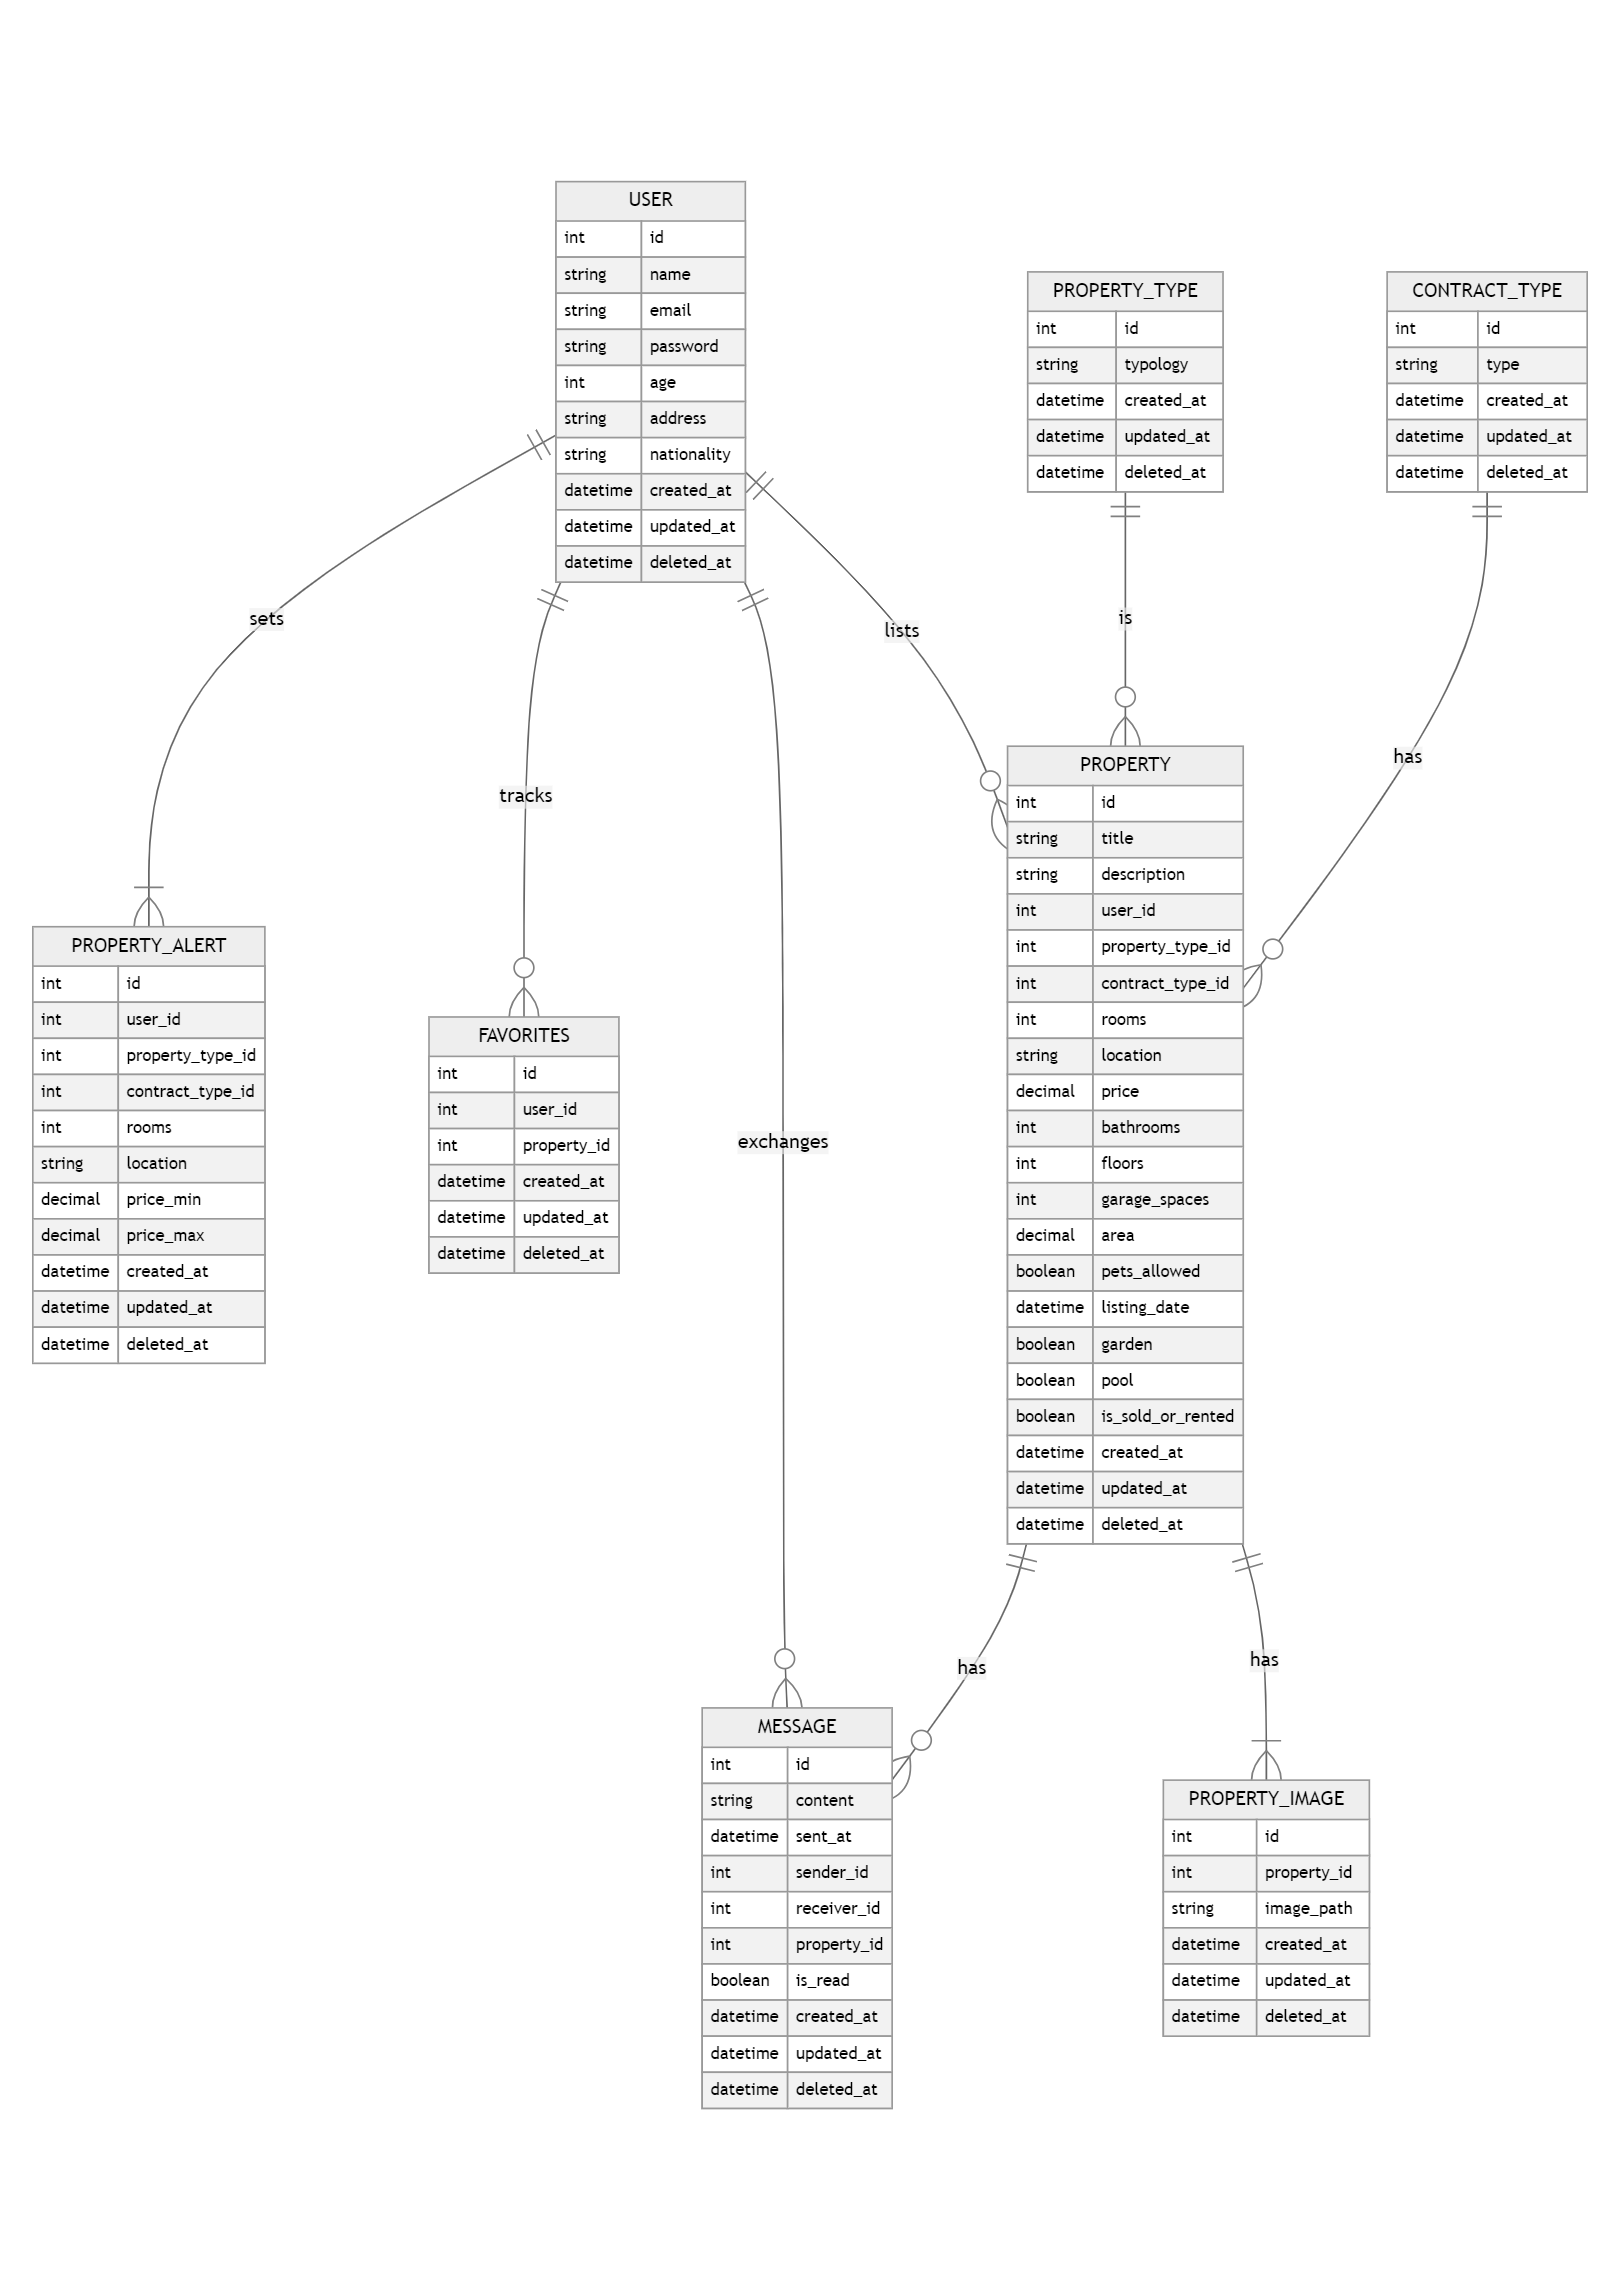 USER
int id
string name
string email
string password
int age
string address
string nationality
datetime created_at
datetime updated_at
datetime deleted_at
PROPERTY_TYPE
int id
string typology
datetime created_at
datetime updated_at
datetime deleted_at
CONTRACT_TYPE
int id
string type
datetime created_at
datetime updated_at
datetime deleted_at
sets
lists
is
has
tracks
PROPERTY
int id
string title
string description
int user_id
int property_type_id
int contract_type_id
int rooms
string location
decimal price
int bathrooms
int floors
int garage_spaces
decimal area
boolean pets_allowed
datetime listing_date
boolean garden
boolean pool
boolean is_sold_or_rented
datetime created_at
datetime updated_at
datetime deleted_at
PROPERTY_ALERT
int id
int user_id
int property_type_id
int contract_type_id
int rooms
string location
decimal price_min
decimal price_max
datetime created_at
datetime updated_at
datetime deleted_at
FAVORITES
int id
int user_id
int property_id
datetime created_at
datetime updated_at
datetime deleted_at
exchanges
has
has
MESSAGE
int id
string content
datetime sent_at
int sender_id
int receiver_id
int property_id
boolean is_read
datetime created_at
datetime updated_at
datetime deleted_at
PROPERTY_IMAGE
int id
int property_id
string image_path
datetime created_at
datetime updated_at
datetime deleted_at